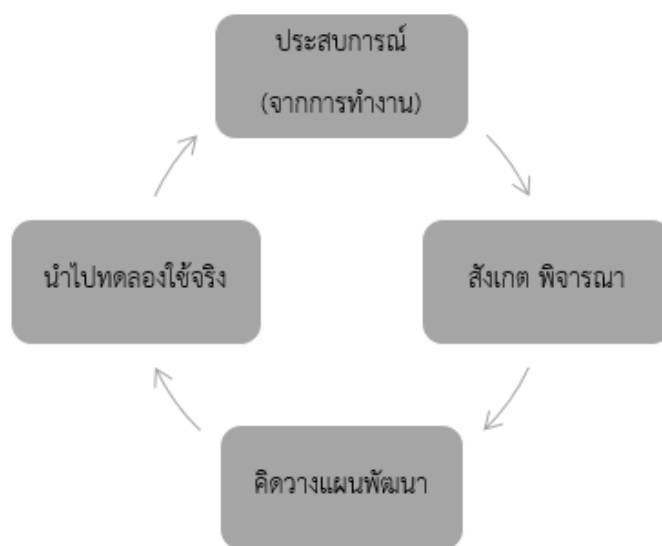 ประสบการณ์
(จากการทำงาน)
สังเกต พิจารณา
คิดวางแผนพัฒนา
นำไปทดลองใช้จริง